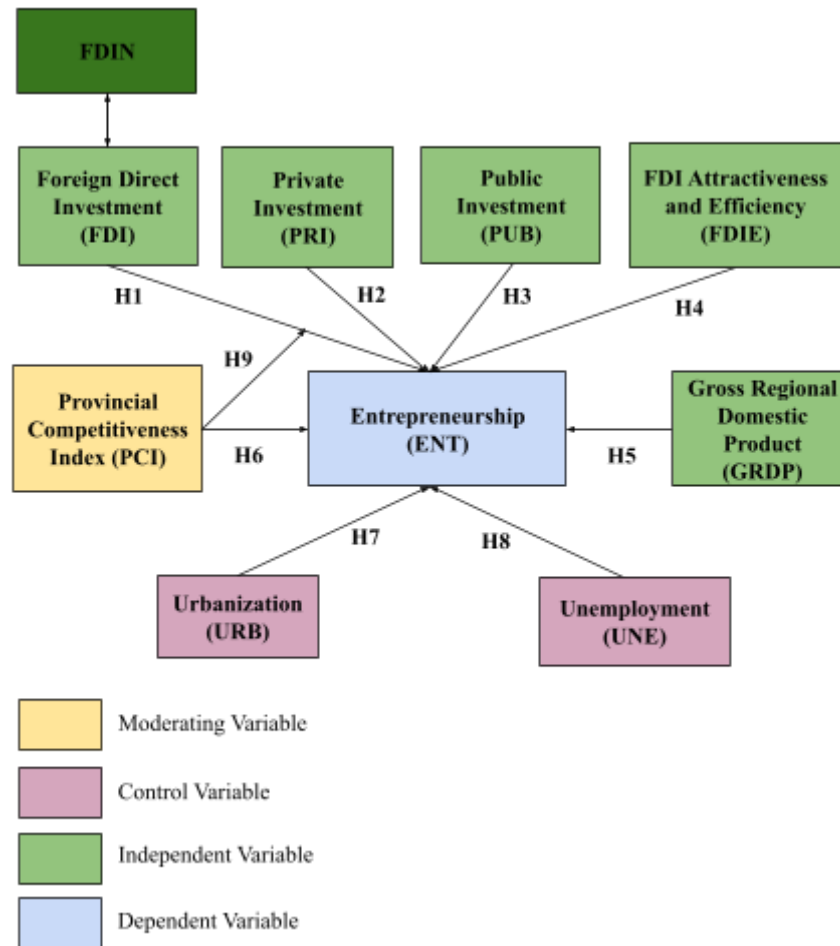 FDIN
Foreign Direct
Investment
(FDI)
Private
Investment
(PRI)
Public
Investment
(PUB)
FDI Attractiveness
and Efficiency
(FDIE)
H1
H2
H3
H4
H9
Provincial
Competitiveness
Index (PCI)
H6
Entrepreneurship
(ENT)
H5
Gross Regional
Domestic
Product
(GRDP)
H7
H8
Urbanization
(URB)
Unemployment
(UNE)
Moderating Variable
Control Variable
Independent Variable
Dependent Variable